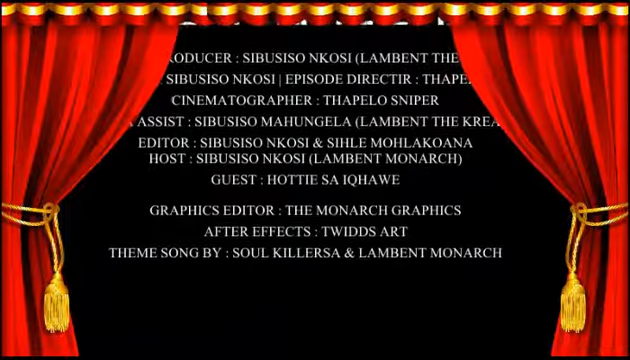 RODUCER : SIBUSISO NKOSI (LAMBENT THE
SIBUSISO NKOSI | EPISODE DIRECTIR : THAPE
CINEMATOGRAPHER : THAPELO SNIPER
ASSIST : SIBUSISO MAHUNGELA (LAMBENT THE KREA
EDITOR : SIBUSISO NKOSI & SIHLE MOHLAKOANA
HOST : SIBUSISO NKOSI (LAMBENT MONARCH)
GUEST : HOTTIE SA IQHAWE
GRAPHICS EDITOR : THE MONARCH GRAPHICS
AFTER EFFECTS : TWIDDS ART
THEME SONG BY : SOUL KILLERSA & LAMBENT MONARCH